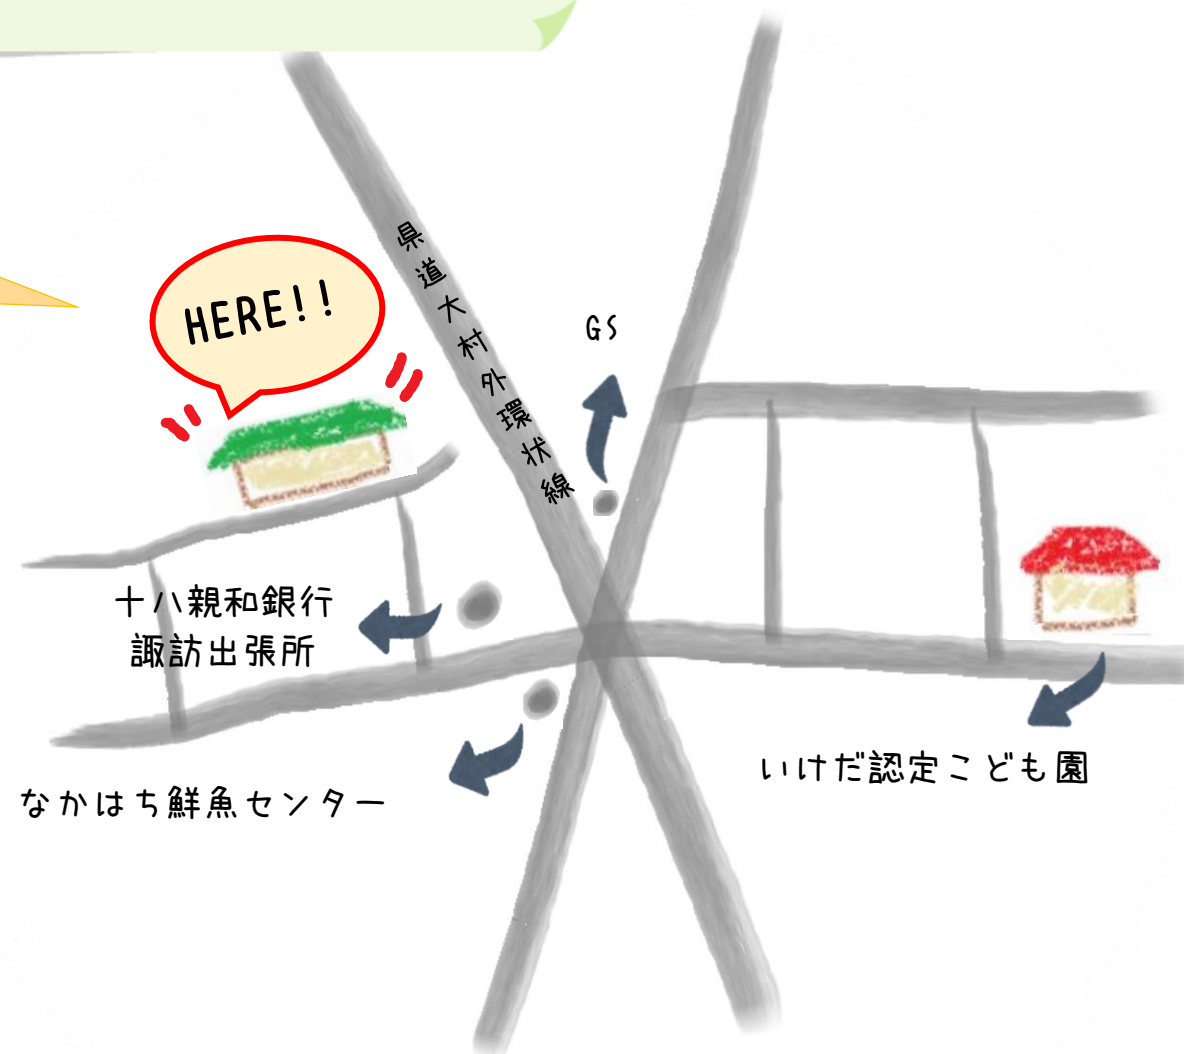 県道大村外環状線
HERE!!
GS
十八親和銀行
諏訪出張所
いけだ認定こども園
なかはち鮮魚センター